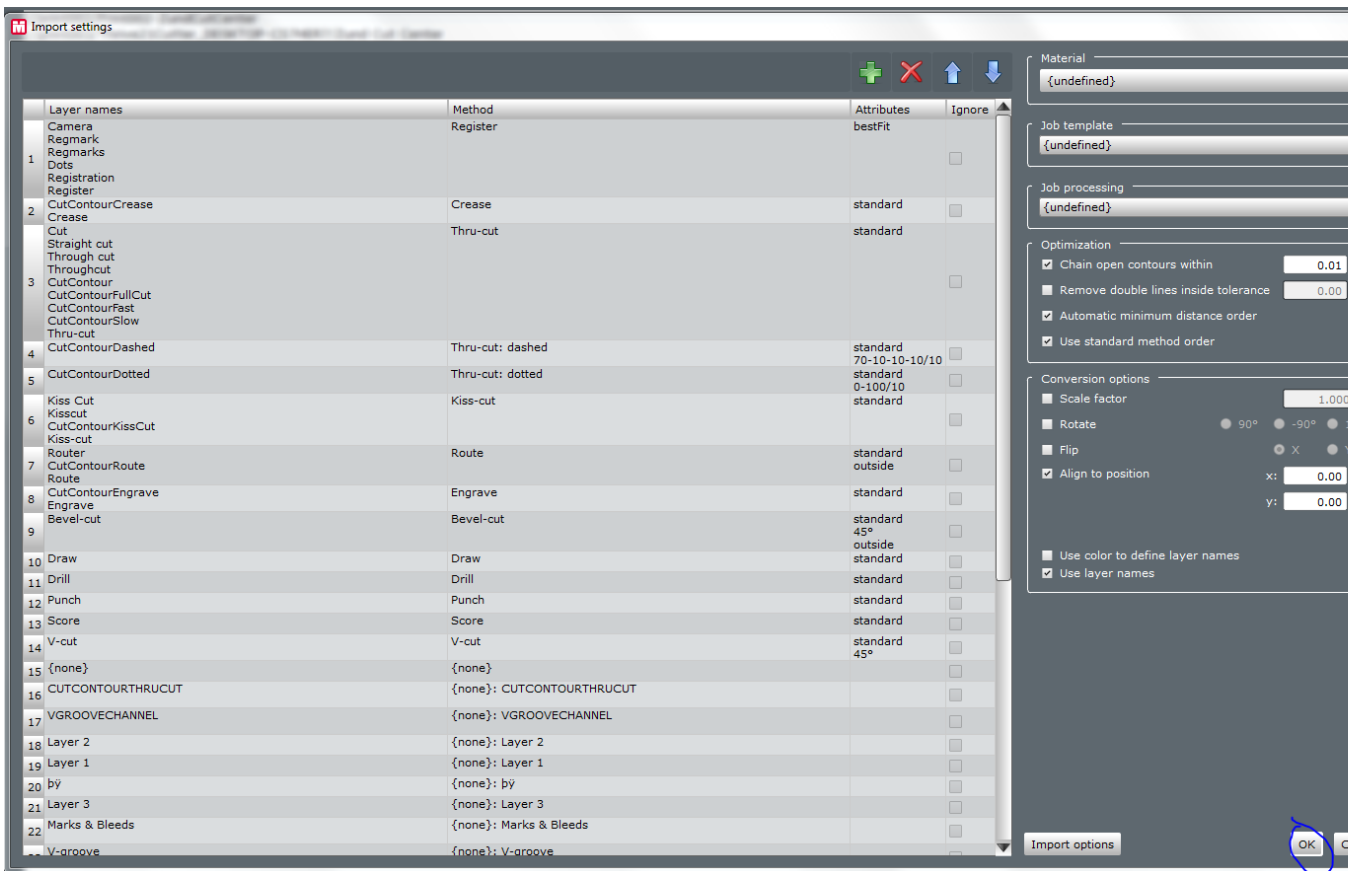 Import settings
Layer names Method Attributes Ignore
1 Camera Register bestFit
Regmark
Regmarks
Dots
Registration
Register
2 CutContourCrease Crease standard
Crease
3 Cut Thru-cut standard
Straight cut
Through cut
Throughcut
CutContour
CutContourFullCut
CutContourFast
CutContourSlow
Thru-cut
4 CutContourDashed Thru-cut: dashed standard
70-10-10-10/10
5 CutContourDotted Thru-cut: dotted standard
0-100/10
6 Kiss Cut Kiss-cut standard
Kisscut
CutContourKissCut
Kiss-cut
7 Router Route standard
CutContourRoute outside
Route
8 CutContourEngrave Engrave standard
Engrave
9 Bevel-cut Bevel-cut standard
45°
outside
10 Draw Draw standard
11 Drill Drill standard
12 Punch Punch standard
13 Score Score standard
14 V-cut V-cut standard
45°
15 {none} {none}
16 CUTCONTOURTHRUCUT {none}: CUTCONTOURTHRUCUT
17 VGROOVECHANNEL {none}: VGROOVECHANNEL
18 Layer 2 {none}: Layer 2
19 Layer 1 {none}: Layer 1
20 þÿ {none}: þÿ
21 Layer 3 {none}: Layer 3
22 Marks & Bleeds {none}: Marks & Bleeds
V-groove {none}: V-groove
Material
{undefined}
Job template
{undefined}
Job processing
{undefined}
Optimization
Chain open contours within 0.01
Remove double lines inside tolerance 0.00
Automatic minimum distance order
Use standard method order
Conversion options
Scale factor 1.000
Rotate 90° -90°
Flip X
Align to position x: 0.00
y: 0.00
Use color to define layer names
Use layer names
Import options OK